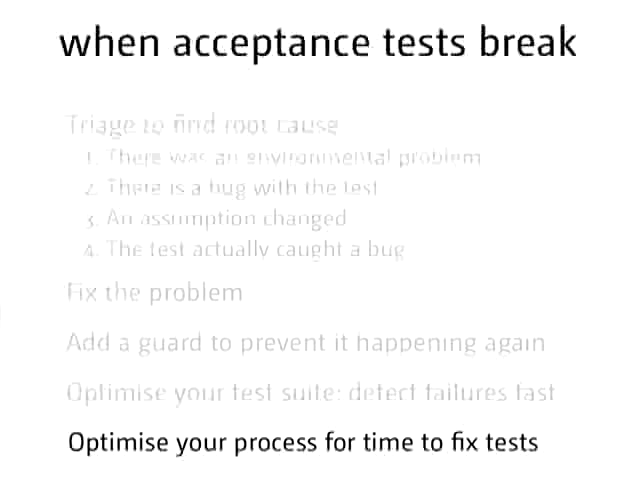 when acceptance tests break
Triage to find root cause
1. There was an environmental problem
2. There is a bug with the test
3. An assumption changed
4. The test actually caught a bug
Fix the problem
Add a guard to prevent it happening again
Optimise your test suite: detect failures fast
Optimise your process for time to fix tests